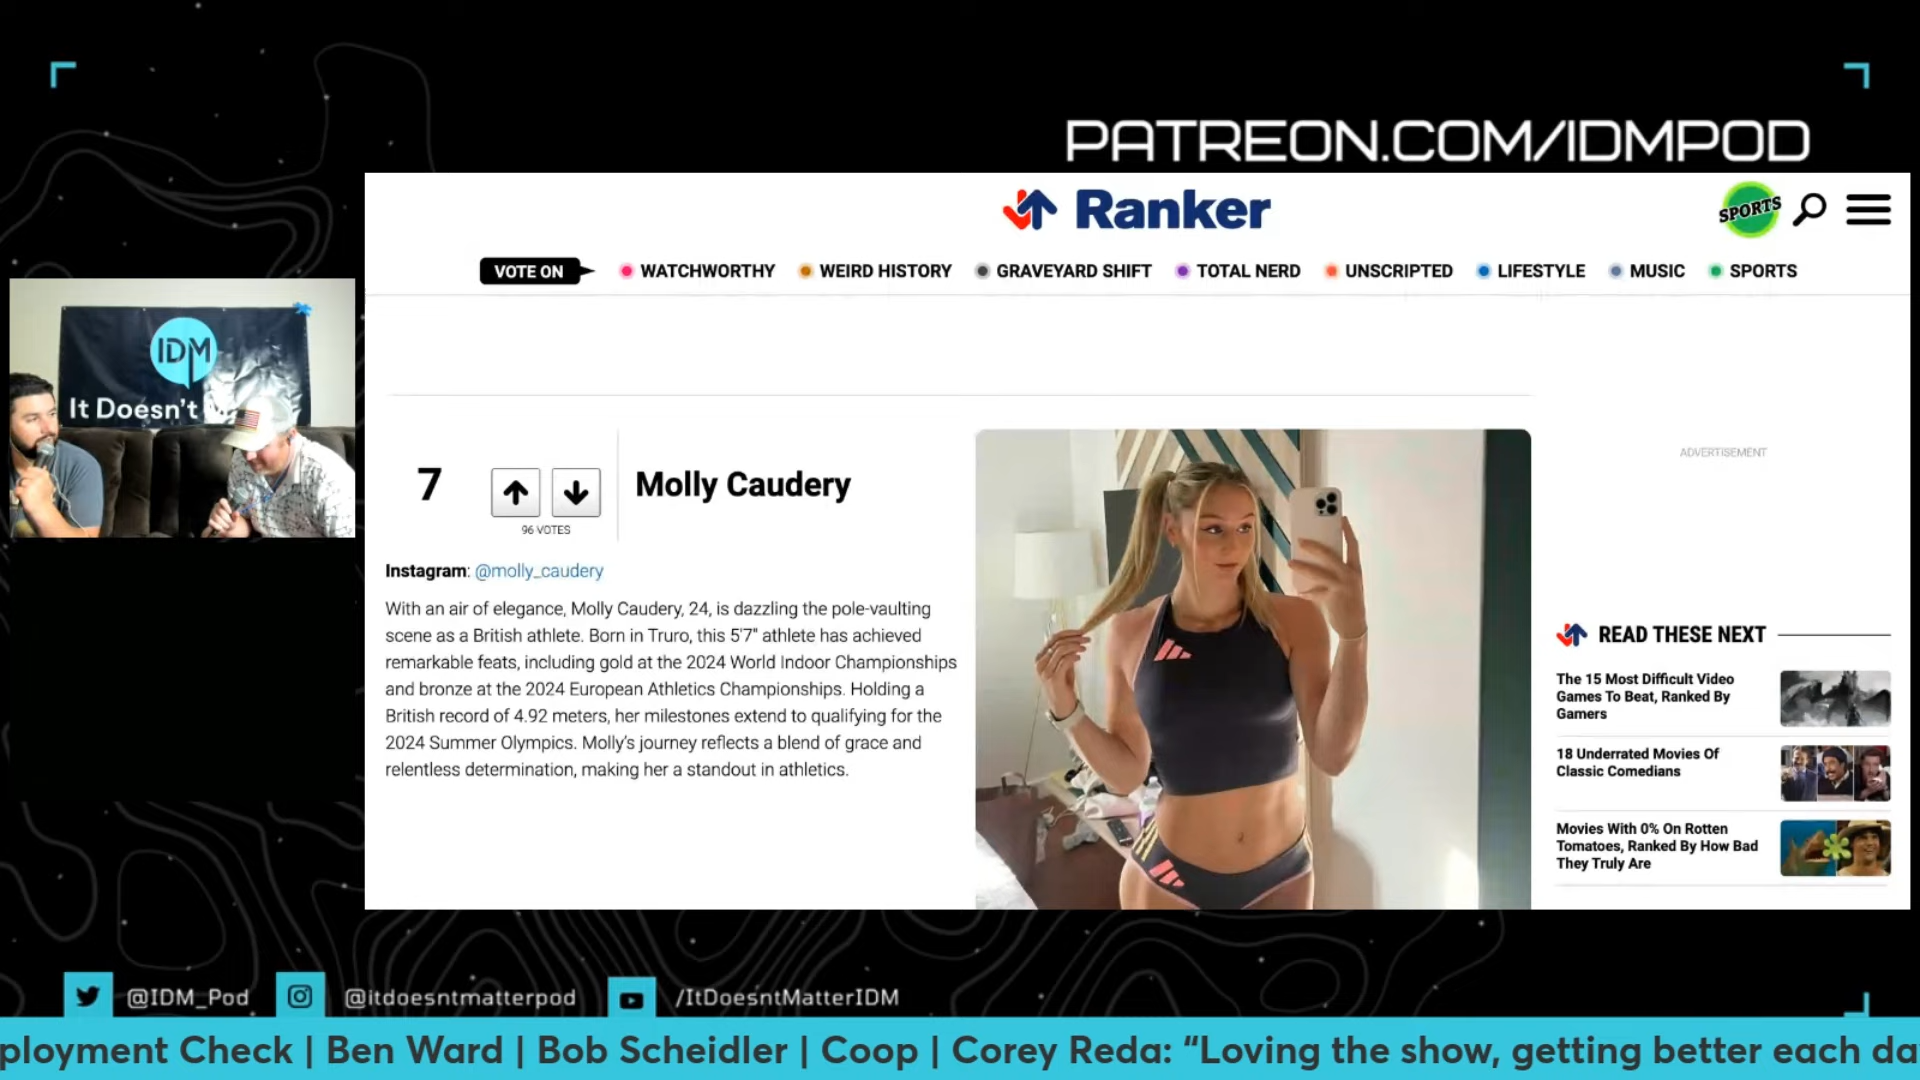 PATREON.COM/IDMPOD
Ranker
SPORTS
VOTE ON
WATCHWORTHY
WEIRD HISTORY
GRAVEYARD SHIFT
TOTAL NERD
UNSCRIPTED
LIFESTYLE
MUSIC
SPORTS
IDM
It Doesn't
7
96 VOTES
Molly Caudery
Instagram: @molly_caudery
With an air of elegance, Molly Caudery, 24, is dazzling the pole-vaulting
scene as a British athlete. Born in Truro, this 5'7" athlete has achieved
remarkable feats, including gold at the 2024 World Indoor Championships
and bronze at the 2024 European Athletics Championships. Holding a
British record of 4.92 meters, her milestones extend to qualifying for the
2024 Summer Olympics. Molly's journey reflects a blend of grace and
relentless determination, making her a standout in athletics.
ADVERTISEMENT
READ THESE NEXT
The 15 Most Difficult Video
Games To Beat, Ranked By
Gamers
18 Underrated Movies Of
Classic Comedians
Movies With 0% On Rotten
Tomatoes, Ranked By How Bad
They Truly Are
@IDM_Pod
@itdoesntmatterpod
/ItDoesntMatterIDM
ployment Check | Ben Ward | Bob Scheidler | Coop | Corey Reda: “Loving the show, getting better each da